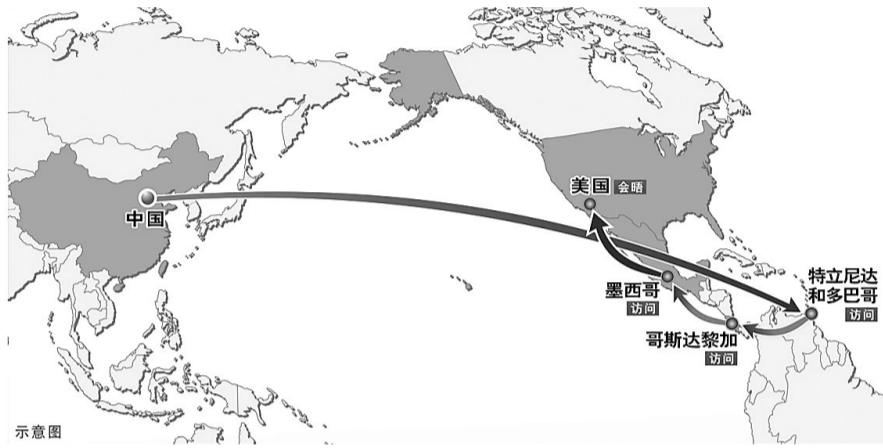 中国
美国 会晤
墨西哥
访问
哥斯达黎加
访问
特立尼达
和多巴哥
访问
示意图